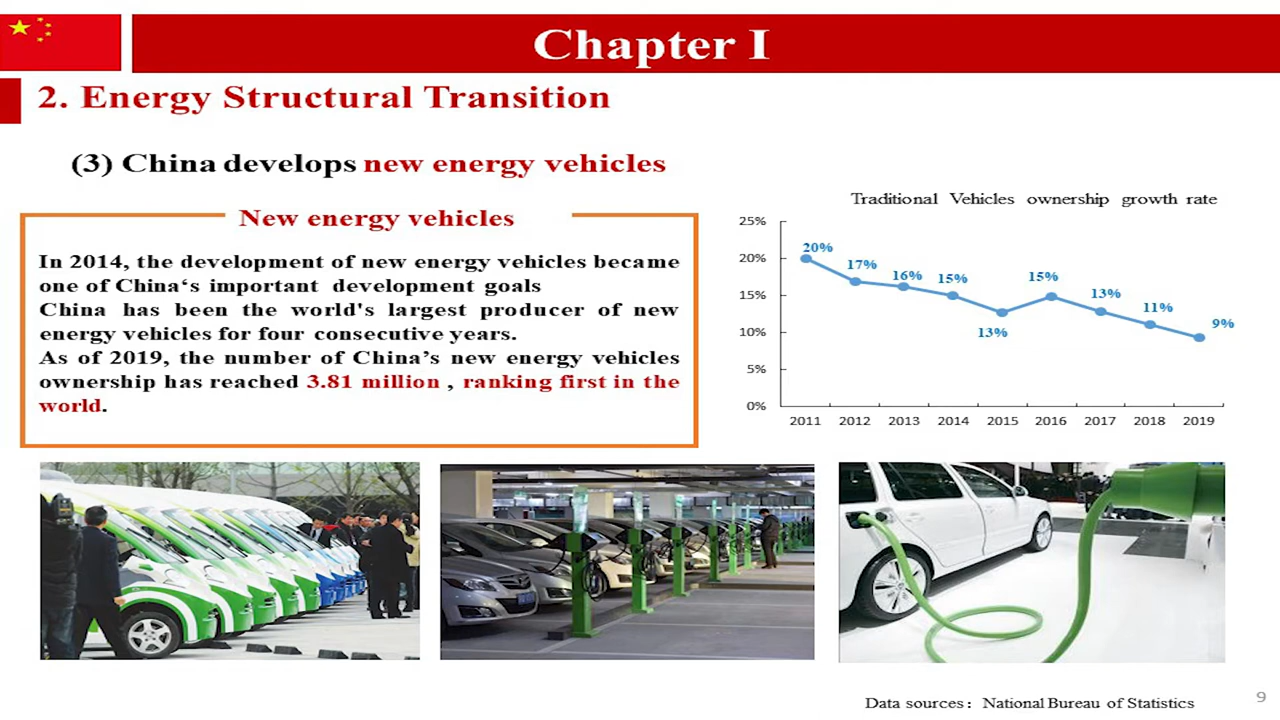 Chapter I
2. Energy Structural Transition
(3) China develops new energy vehicles
New energy vehicles
In 2014, the development of new energy vehicles became
one of China‘s important development goals
China has been the world's largest producer of new
energy vehicles for four consecutive years.
As of 2019, the number of China’s new energy vehicles
ownership has reached 3.81 million , ranking first in the
world.
Traditional Vehicles ownership growth rate
25%
20%
15%
10%
5%
0%
20%
17%
16%
15%
13%
15%
13%
11%
9%
2011 2012 2013 2014 2015 2016 2017 2018 2019
Data sources：National Bureau of Statistics
9